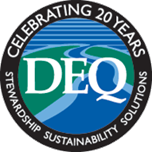 CELEBRATING 20 YEARS
DEQ
STEWARDSHIP SUSTAINABILITY SOLUTIONS